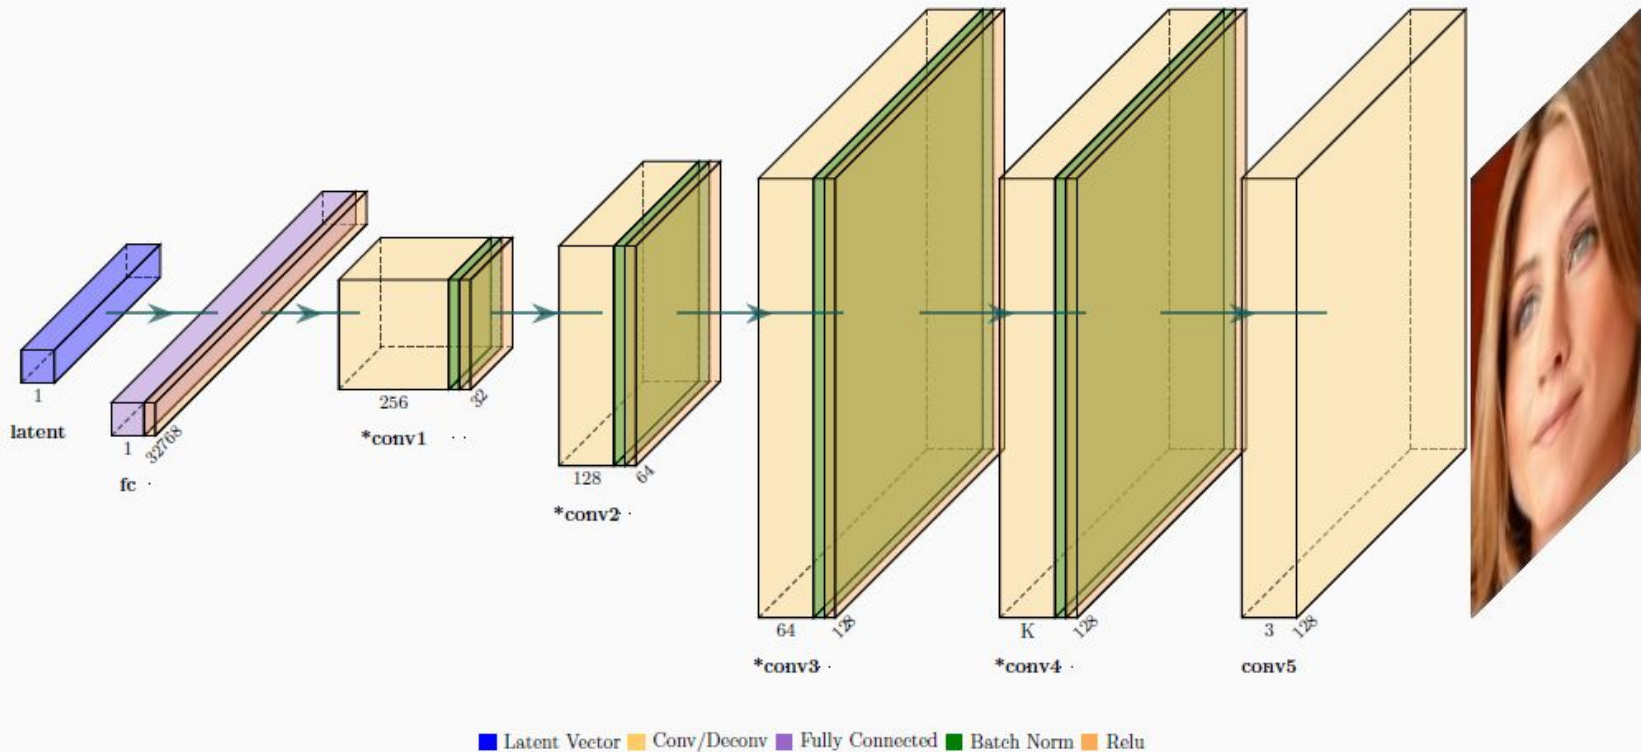 1
latent
1
32768
fc
256
32
*conv1
128
64
*conv2
64
128
*conv3
K
128
*conv4
3
128
conv5
Latent Vector Conv/Deconv Fully Connected Batch Norm Relu